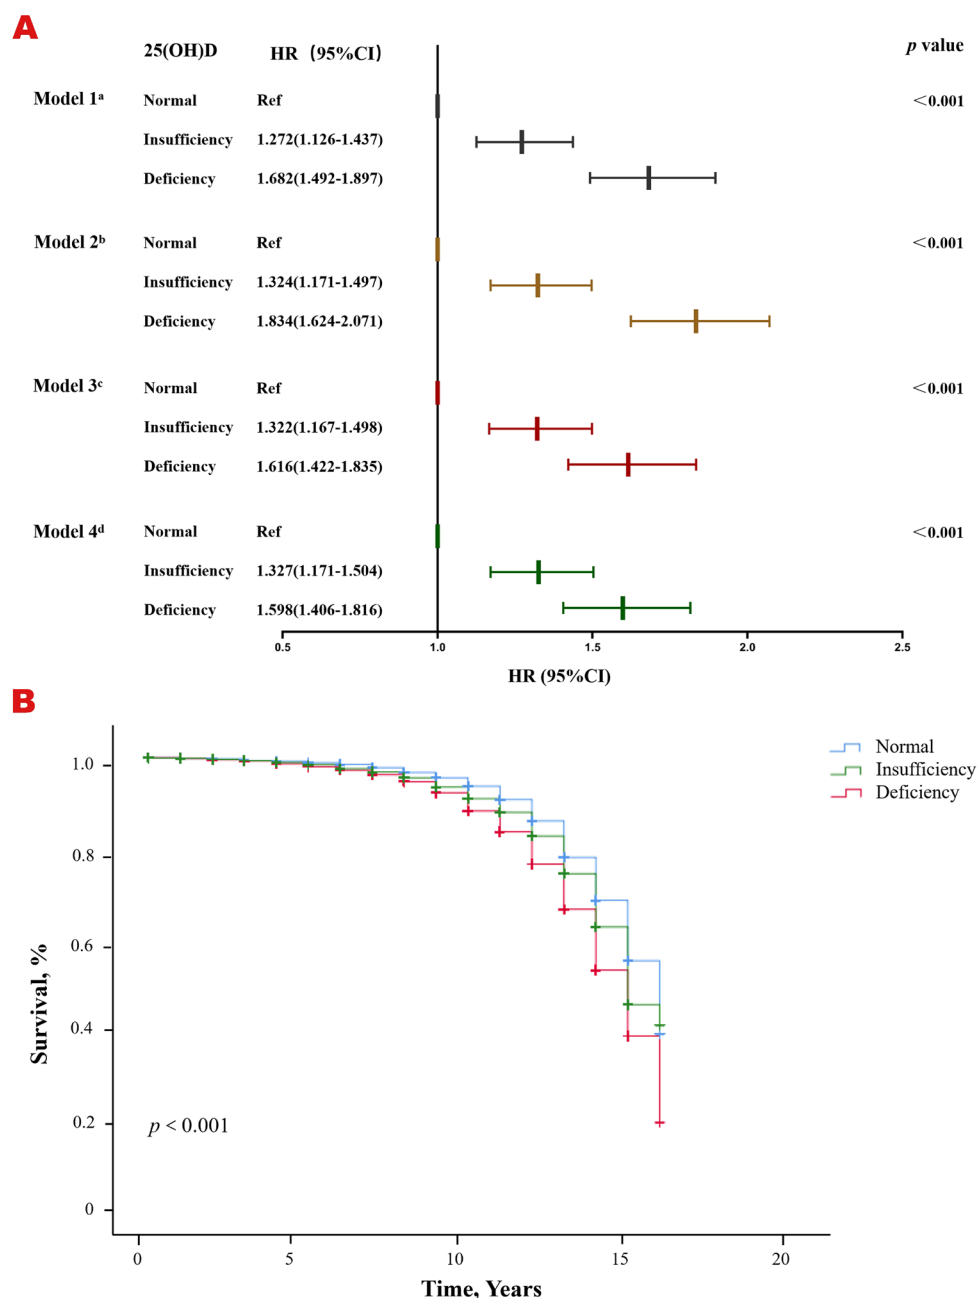 A
25(OH)D HR (95%CI) p value
Model 1ᵃ Normal Ref <0.001
Insufficiency 1.272(1.126-1.437)
Deficiency 1.682(1.492-1.897)
Model 2ᵇ Normal Ref <0.001
Insufficiency 1.324(1.171-1.497)
Deficiency 1.834(1.624-2.071)
Model 3ᶜ Normal Ref <0.001
Insufficiency 1.322(1.167-1.498)
Deficiency 1.616(1.422-1.835)
Model 4ᵈ Normal Ref <0.001
Insufficiency 1.327(1.171-1.504)
Deficiency 1.598(1.406-1.816)
0.5 1.0 1.5 2.0 2.5
HR (95%CI)
B
Normal
Insufficiency
Deficiency
1.0
0.8
0.6
0.4
0.2
0
Survival, %
p < 0.001
0 5 10 15 20
Time, Years